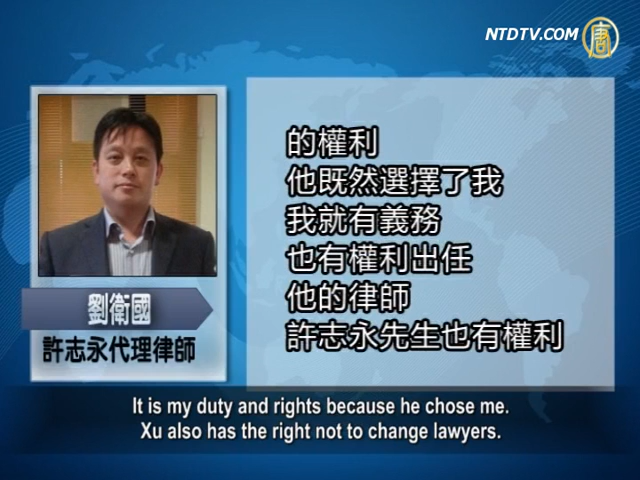 NTDTV.COM 唐
的權利
他既然選擇了我
我就有義務
也有權利出任
他的律師
許志永先生也有權利
劉衛國
許志永代理律師
It is my duty and rights because he chose me.
Xu also has the right not to change lawyers.